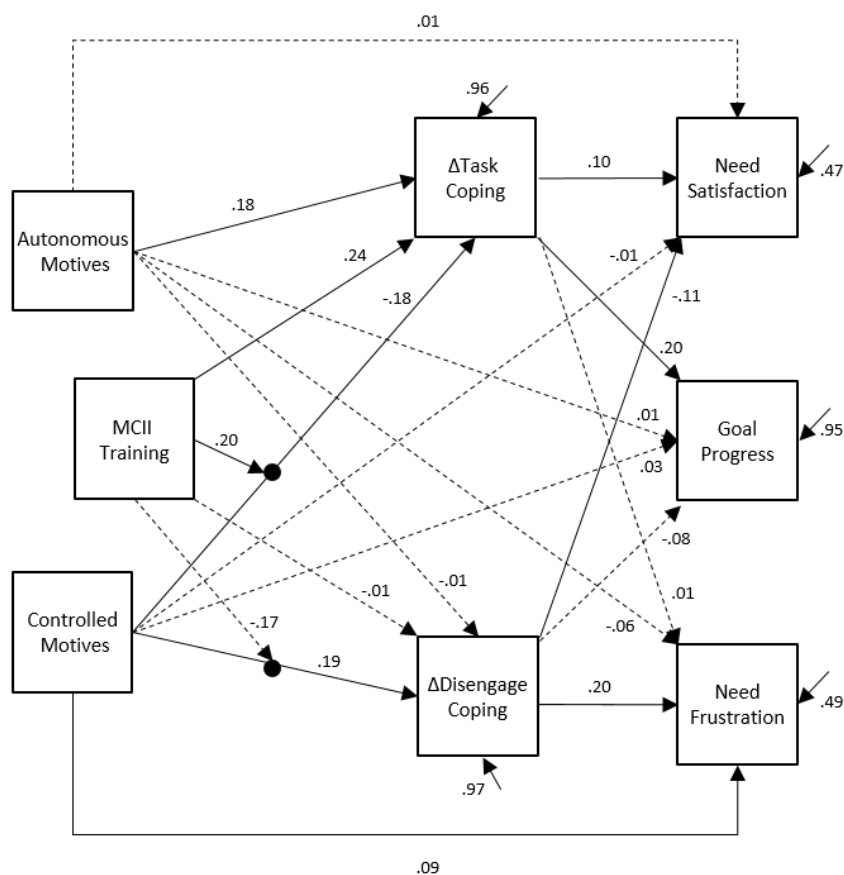 .01
.96
ΔTask
Coping
.10
Need
Satisfaction
.47
.18
Autonomous
Motives
.24
-.01
-.18
-.11
.20
MCII
Training
.20
.01
Goal
Progress
.95
.03
-.08
-.01
-.01
.01
Controlled
Motives
-.17
-.06
.19
ΔDisengage
Coping
.20
Need
Frustration
.49
.97
.09